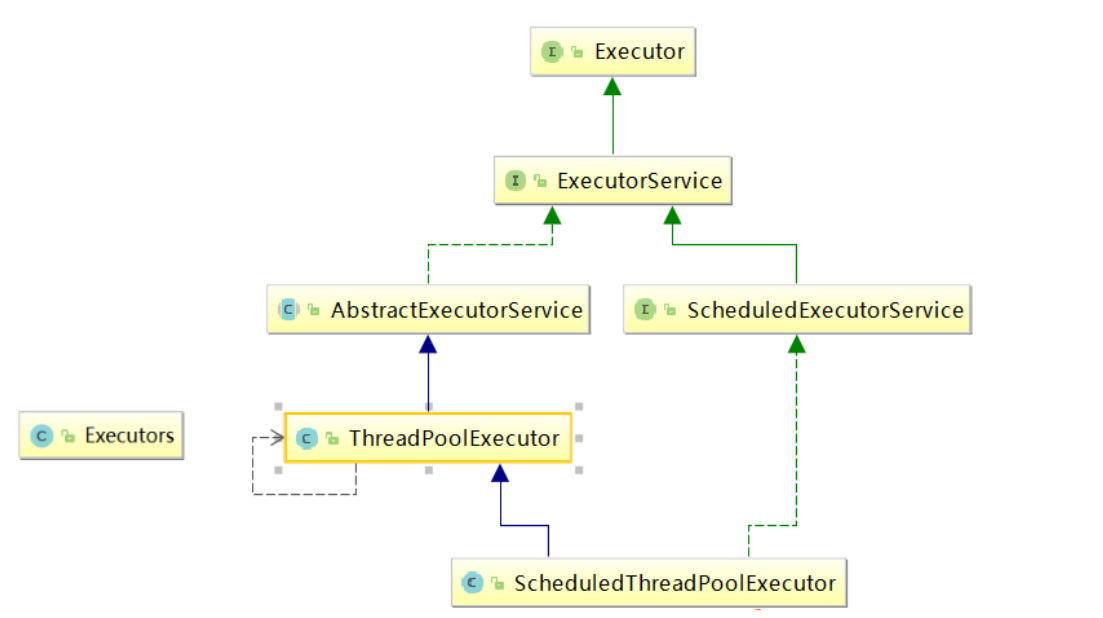 I Executor
I ExecutorService
C AbstractExecutorService
I ScheduledExecutorService
C Executors
C ThreadPoolExecutor
C ScheduledThreadPoolExecutor